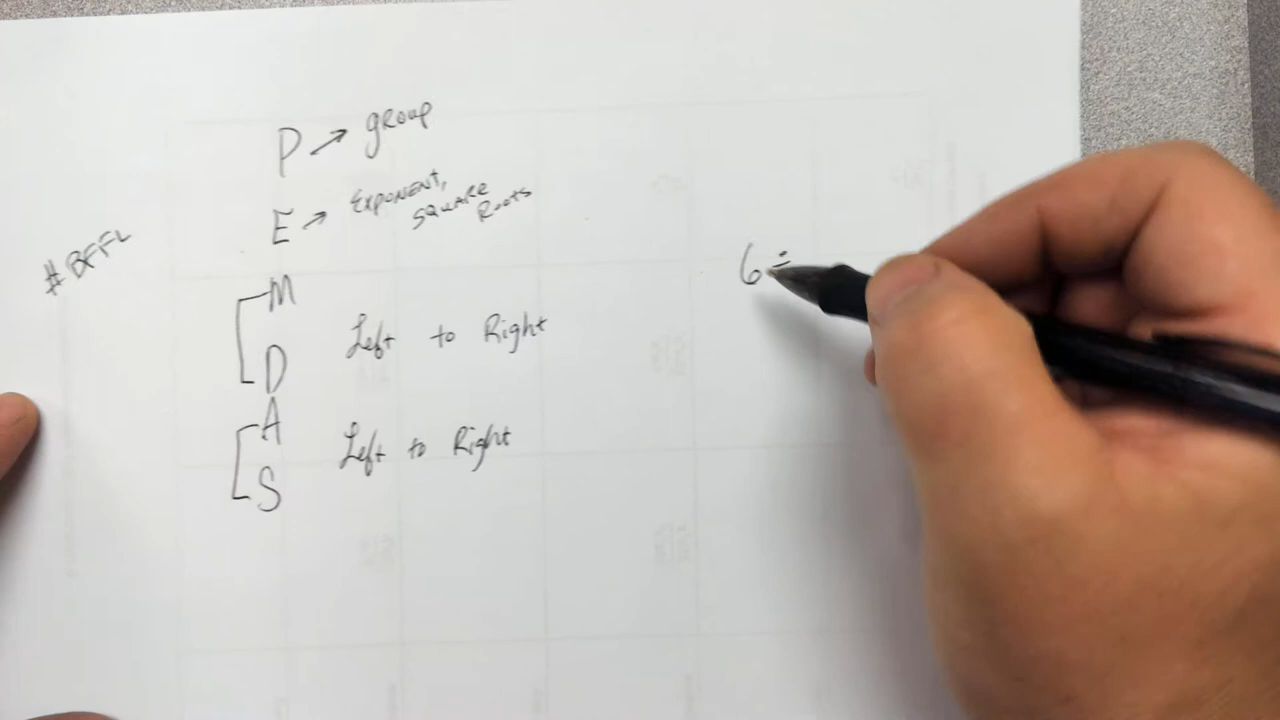 P → group
E → Exponent,
Square
Roots
#BFFL
M
D
Left to Right
A
S
Left to Right
6 ÷